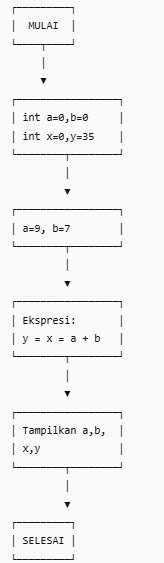 MULAI
int a=0,b=0
int x=0,y=35
a=9, b=7
Ekspresi:
y = x = a + b
Tampilkan a,b,
x,y
SELESAI